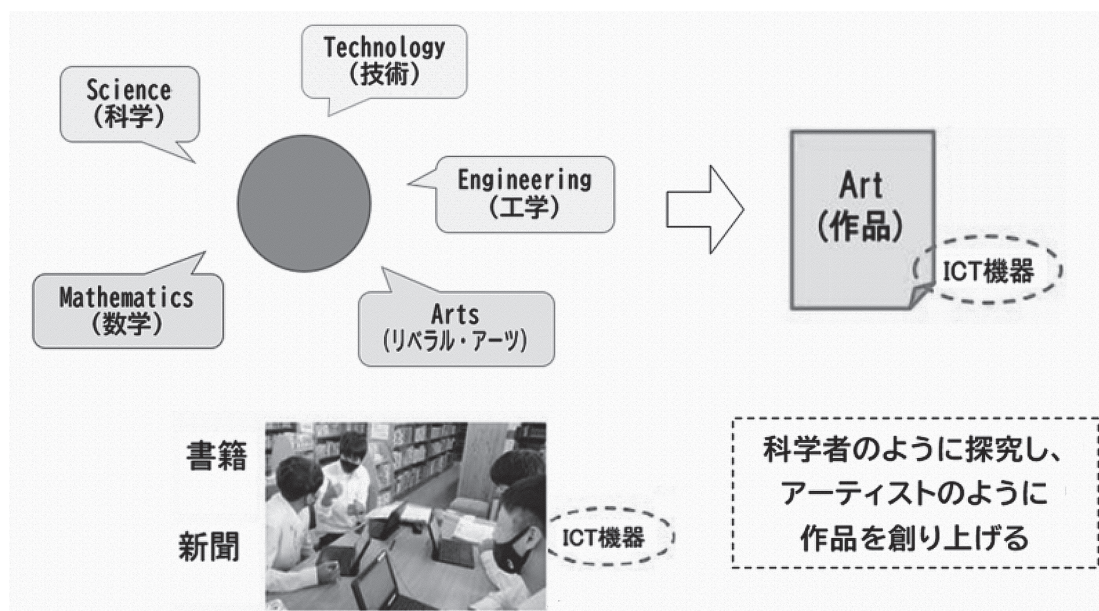 Technology
(技術)
Science
(科学)
Engineering
(工学)
Mathematics
(数学)
Arts
(リベラル・アーツ)
Art
(作品)
ICT機器
書籍
新聞
ICT機器
科学者のように探究し、
アーティストのように
作品を創り上げる